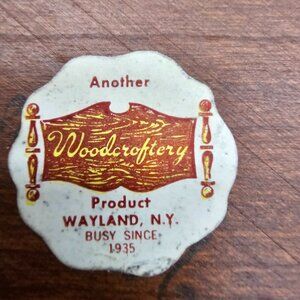 Another
Woodcroftery
Product
WAYLAND, N.Y.
BUSY SINCE
1935